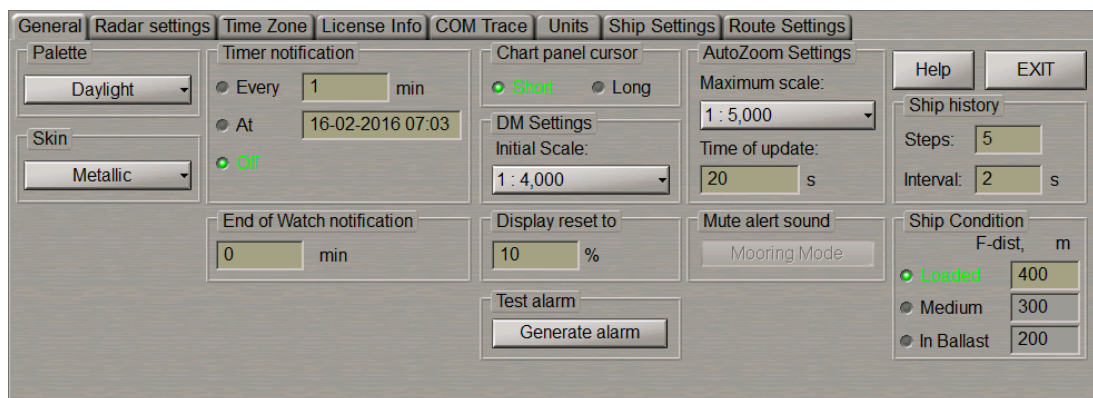 General Radar settings Time Zone License Info COM Trace Units Ship Settings Route Settings
Palette
Daylight
Skin
Metallic
Timer notification
Every 1 min
At 16-02-2016 07:03
Off
End of Watch notification
0 min
Chart panel cursor
Short Long
DM Settings
Initial Scale:
1 : 4,000
Display reset to
10 %
Test alarm
Generate alarm
AutoZoom Settings
Maximum scale:
1 : 5,000
Time of update:
20 s
Mute alert sound
Mooring Mode
Help EXIT
Ship history
Steps: 5
Interval: 2 s
Ship Condition
F-dist, m
Loaded 400
Medium 300
In Ballast 200